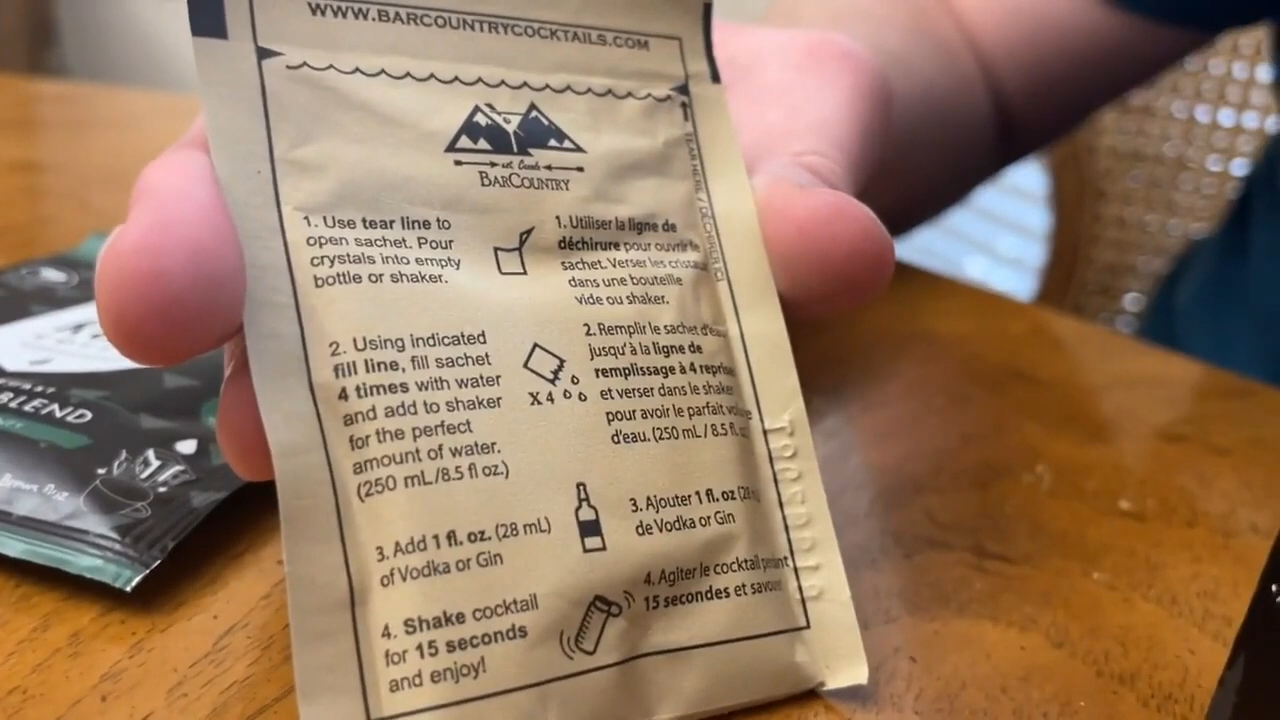 WWW.BARCOUNTRYCOCKTAILS.COM
est. Canada
BARCOUNTRY
TEAR HERE / DÉCHIRER ICI
1. Use tear line to
open sachet. Pour
crystals into empty
bottle or shaker.
1. Utiliser la ligne de
déchirure pour ouvrir le
sachet. Verser les
dans une bouteille
vide ou shaker.
2. Using indicated
fill line, fill sachet
4 times with water
and add to shaker
for the perfect
amount of water.
(250 mL/8.5 fl oz.)
X4
2. Remplir le sachet
jusqu'à la ligne de
remplissage à 4
et verser dans le shaker
pour avoir le parfait
d'eau. (250 mL / 8.5 fl.
3. Add 1 fl. oz. (28 mL)
of Vodka or Gin
3. Ajouter 1 fl. oz
de Vodka or Gin
4. Shake cocktail
for 15 seconds
and enjoy!
4. Agiter le cocktail
15 secondes et
BLEND